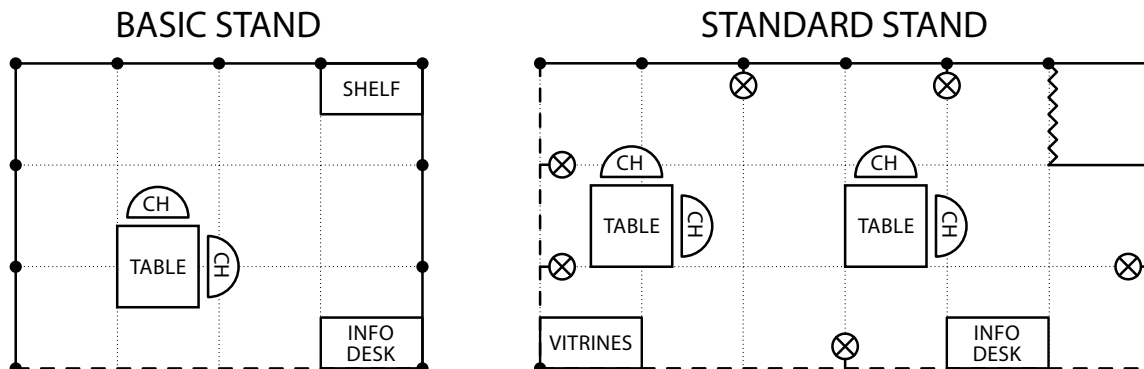 BASIC STAND
SHELF
CH
TABLE
CH
INFO
DESK
STANDARD STAND
CH
TABLE
CH
CH
TABLE
CH
VITRINES
INFO
DESK